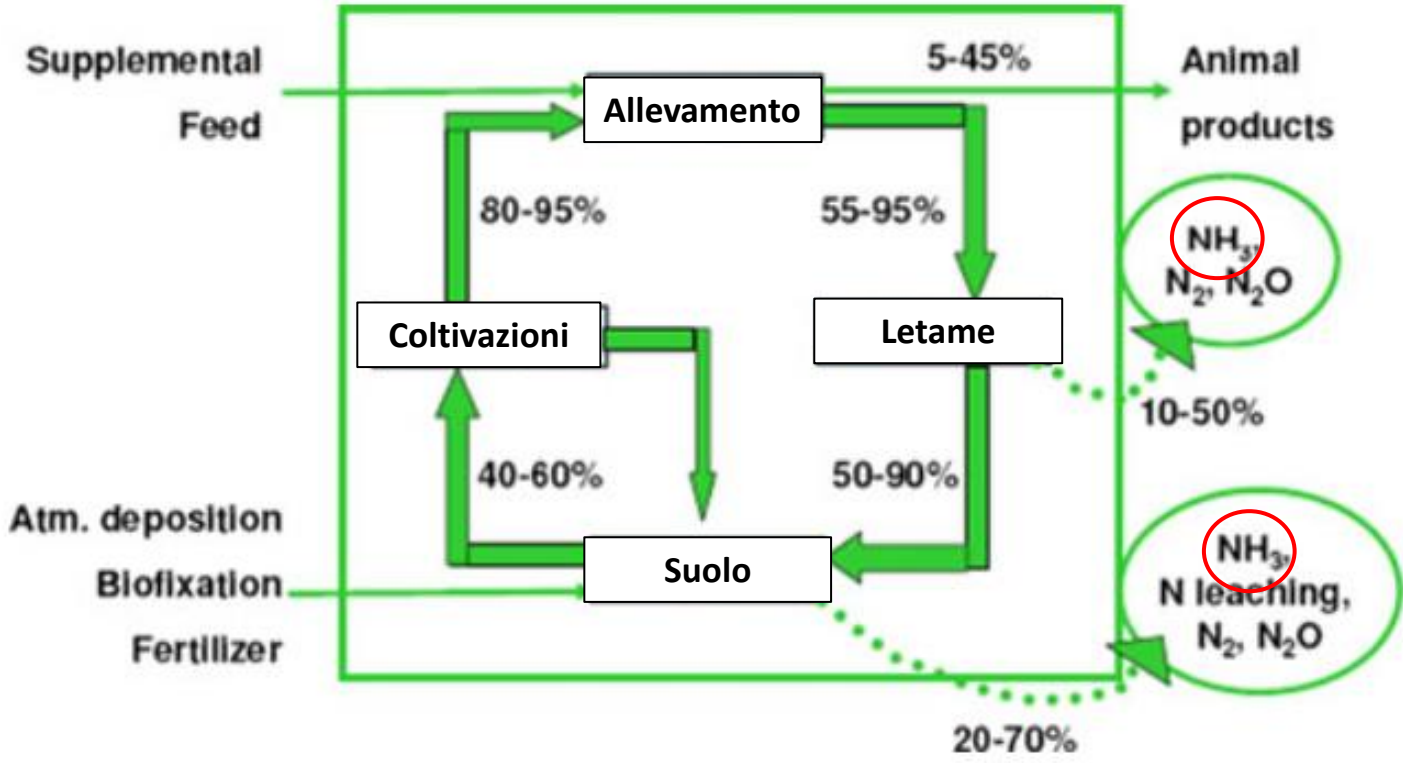 Supplemental
Feed
5-45%
Animal
products
Allevamento
80-95%
55-95%
NH₃,
N₂, N₂O
Coltivazioni
Letame
10-50%
40-60%
50-90%
Atm. deposition
Biofixation
Fertilizer
Suolo
NH₃,
N leaching,
N₂, N₂O
20-70%